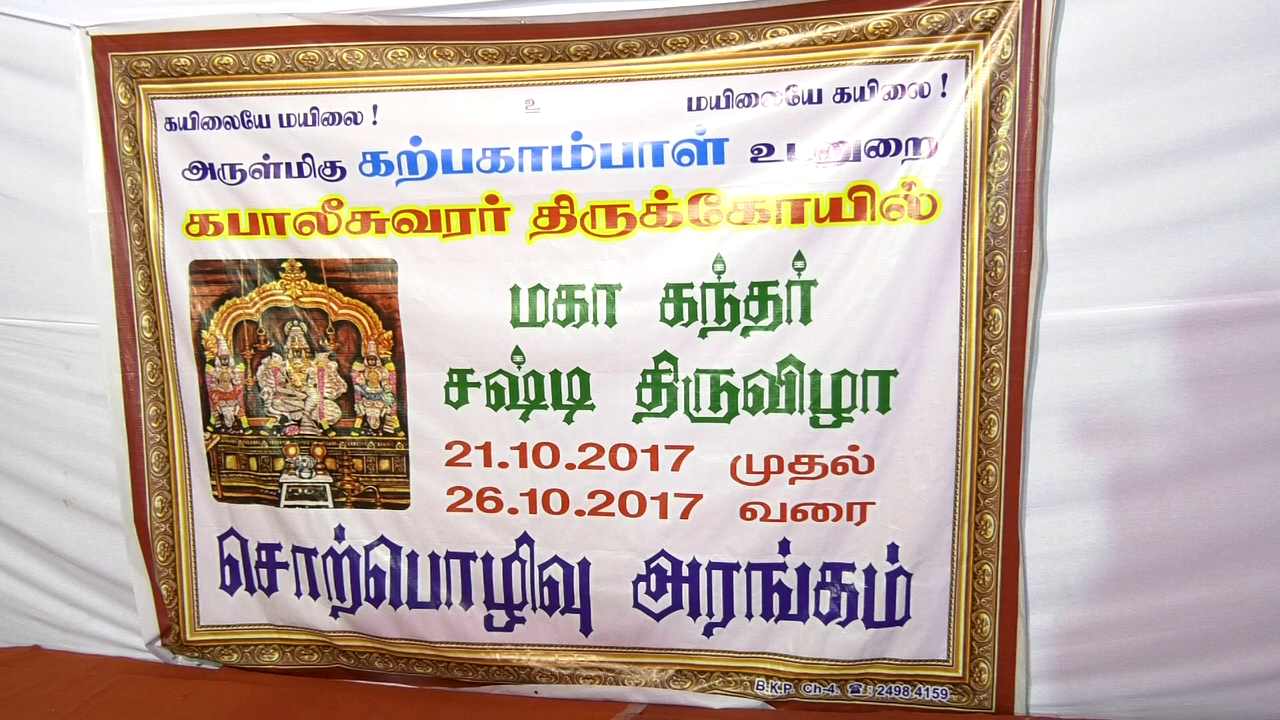 கயிலையே மயிலை ! உ மயிலையே கயிலை !
அருள்மிகு கற்பகாம்பாள் உடனுறை
கபாலீசுவரர் திருக்கோயில்
மகா கந்தர்
சஷ்டி திருவிழா
21.10.2017 முதல்
26.10.2017 வரை
சொற்பொழிவு அரங்கம்
B.K.P. Ch-4. ☎ : 2498 4159